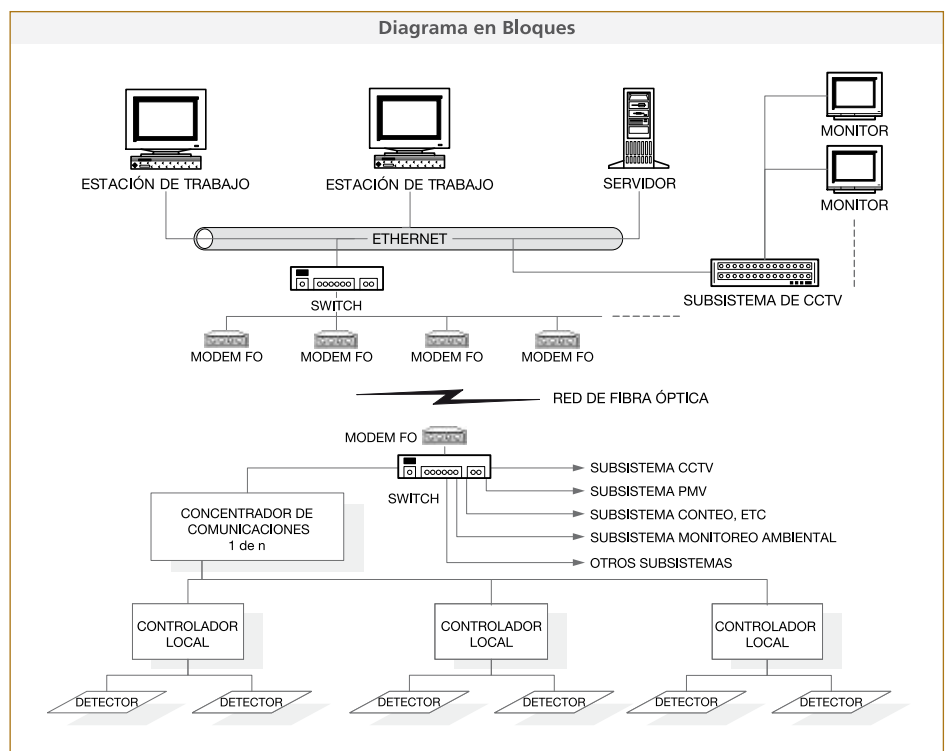 Diagrama en Bloques
MONITOR
ESTACIÓN DE TRABAJO
ESTACIÓN DE TRABAJO
SERVIDOR
MONITOR
ETHERNET
SWITCH
SUBSISTEMA DE CCTV
MODEM FO
MODEM FO
MODEM FO
MODEM FO
RED DE FIBRA ÓPTICA
MODEM FO
SWITCH
SUBSISTEMA CCTV
SUBSISTEMA PMV
SUBSISTEMA CONTEO, ETC
SUBSISTEMA MONITOREO AMBIENTAL
OTROS SUBSISTEMAS
CONCENTRADOR DE
COMUNICACIONES
1 de n
CONTROLADOR
LOCAL
CONTROLADOR
LOCAL
CONTROLADOR
LOCAL
DETECTOR
DETECTOR
DETECTOR
DETECTOR
DETECTOR
DETECTOR